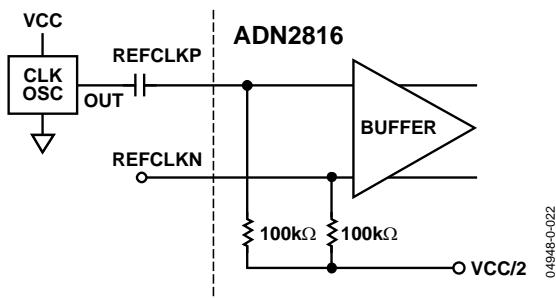 VCC
ADN2816
REFCLKP
CLK
OSC
OUT
BUFFER
REFCLKN
100kΩ 100kΩ
VCC/2
04948-0-022